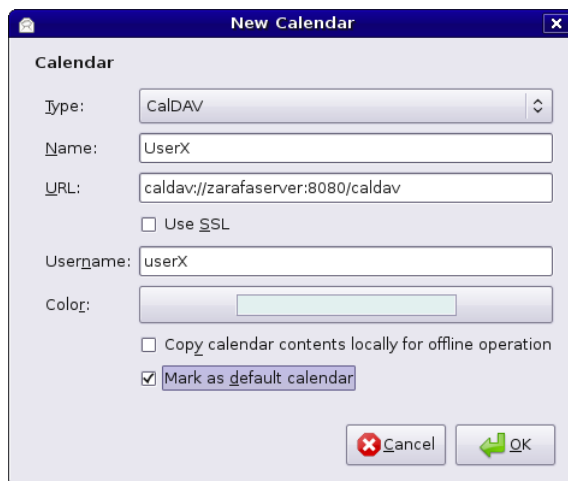 New Calendar
Calendar
Type: CalDAV
Name: UserX
URL: caldav://zarafaserver:8080/caldav
Use SSL
Username: userX
Color:
Copy calendar contents locally for offline operation
Mark as default calendar
Cancel OK